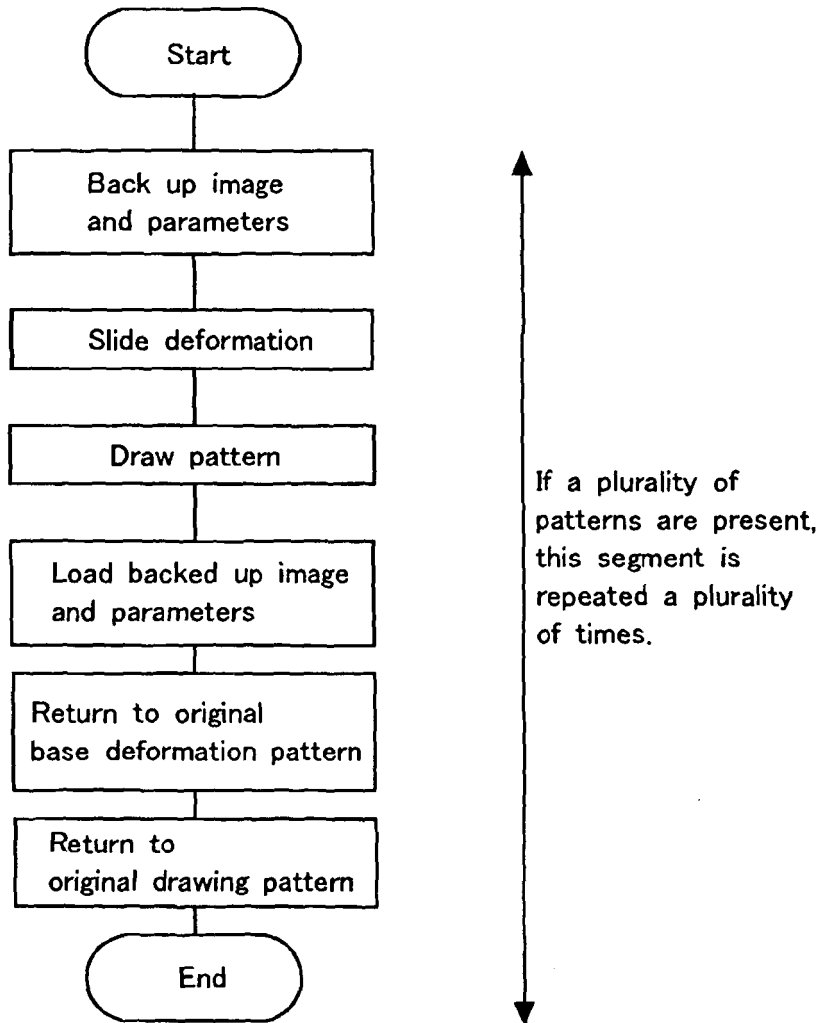 Start
Back up image
and parameters
Slide deformation
Draw pattern
Load backed up image
and parameters
Return to original
base deformation pattern
Return to
original drawing pattern
End
If a plurality of
patterns are present,
this segment is
repeated a plurality
of times.